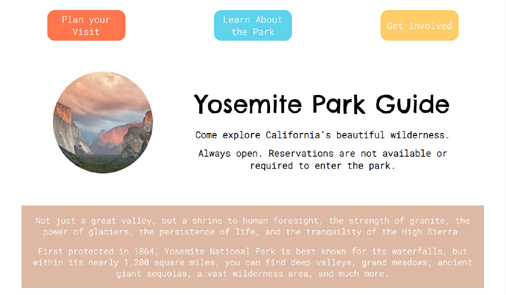 Plan your
Visit
Learn About
the Park
Get Involved
Yosemite Park Guide
Come explore California's beautiful wilderness.
Always open. Reservations are not available or
required to enter the park.
Not just a great valley, but a shrine to human foresight, the strength of granite, the
power of glaciers, the persistence of life, and the tranquility of the High Sierra.
First protected in 1864, Yosemite National Park is best known for its waterfalls, but
within its nearly 1,200 square miles, you can find deep valleys, grand meadows, ancient
giant sequoias, a vast wilderness area, and much more.